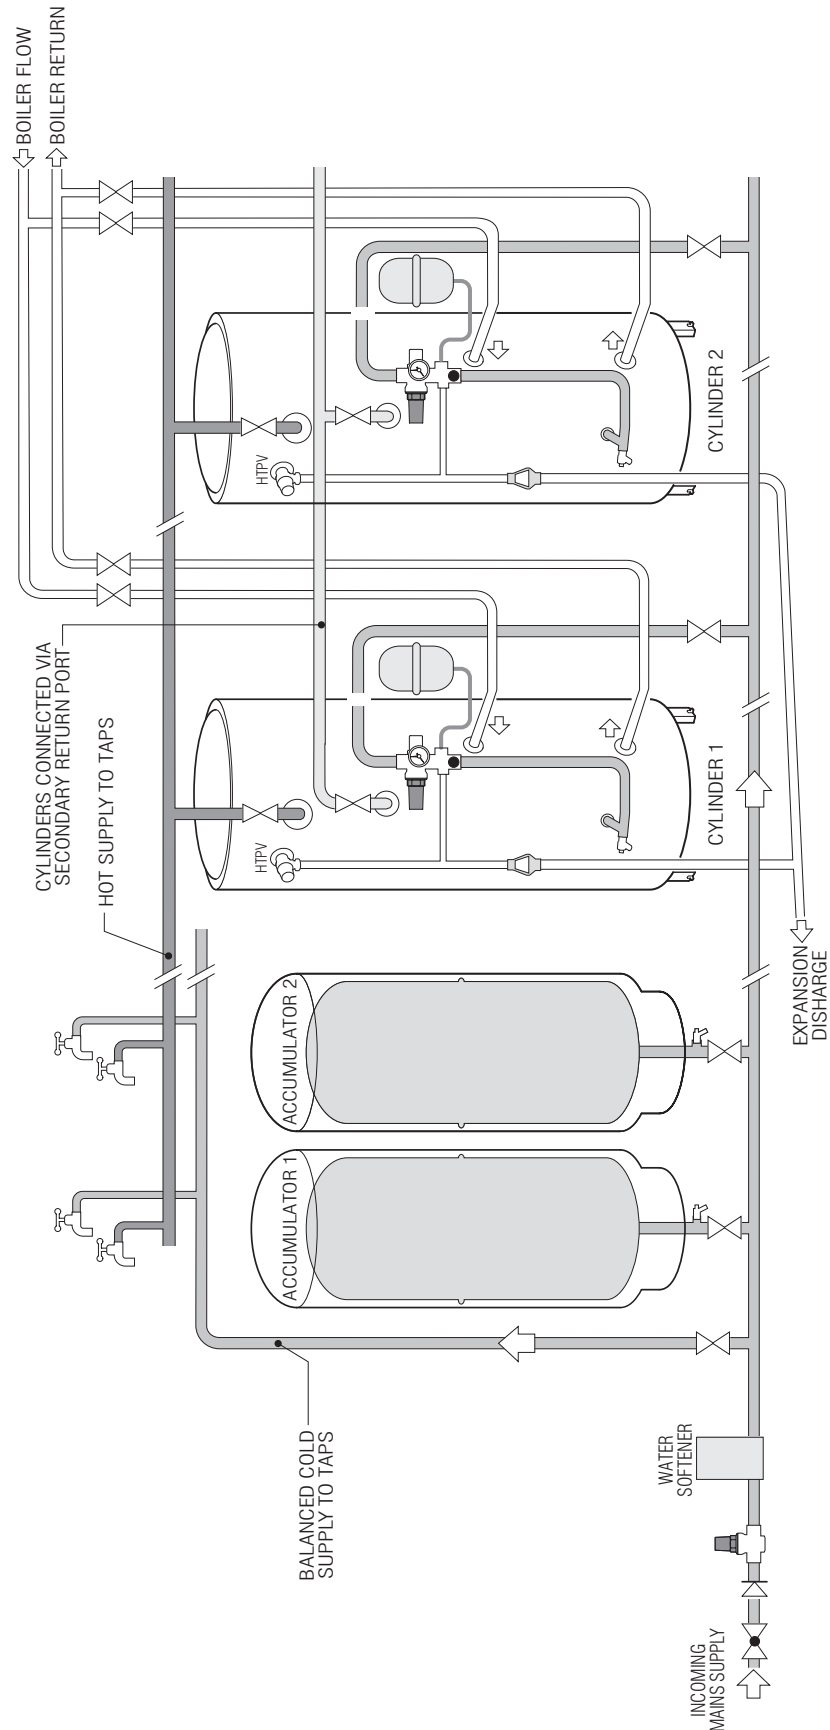 BOILER FLOW
BOILER RETURN
CYLINDERS CONNECTED VIA
SECONDARY RETURN PORT
HOT SUPPLY TO TAPS
HTPV
HTPV
CYLINDER 1
CYLINDER 2
ACCUMULATOR 1
ACCUMULATOR 2
EXPANSION
DISHARGE
BALANCED COLD
SUPPLY TO TAPS
WATER
SOFTENER
INCOMING
MAINS SUPPLY